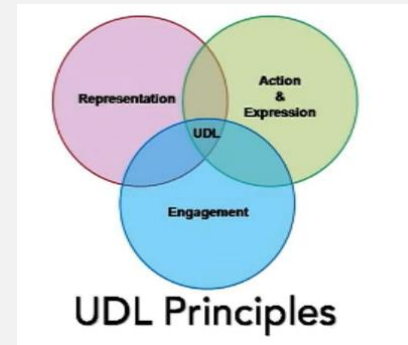 Representation
Action
&
Expression
UDL
Engagement
UDL Principles